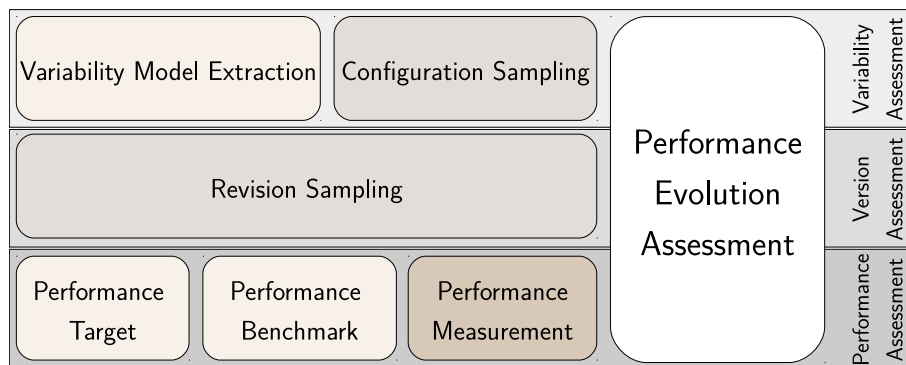 Variability Model Extraction
Configuration Sampling
Variability
Assessment
Revision Sampling
Performance
Evolution
Assessment
Version
Assessment
Performance
Target
Performance
Benchmark
Performance
Measurement
Performance
Assessment